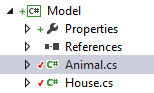 C# Model
Properties
References
C# Animal.cs
C# House.cs